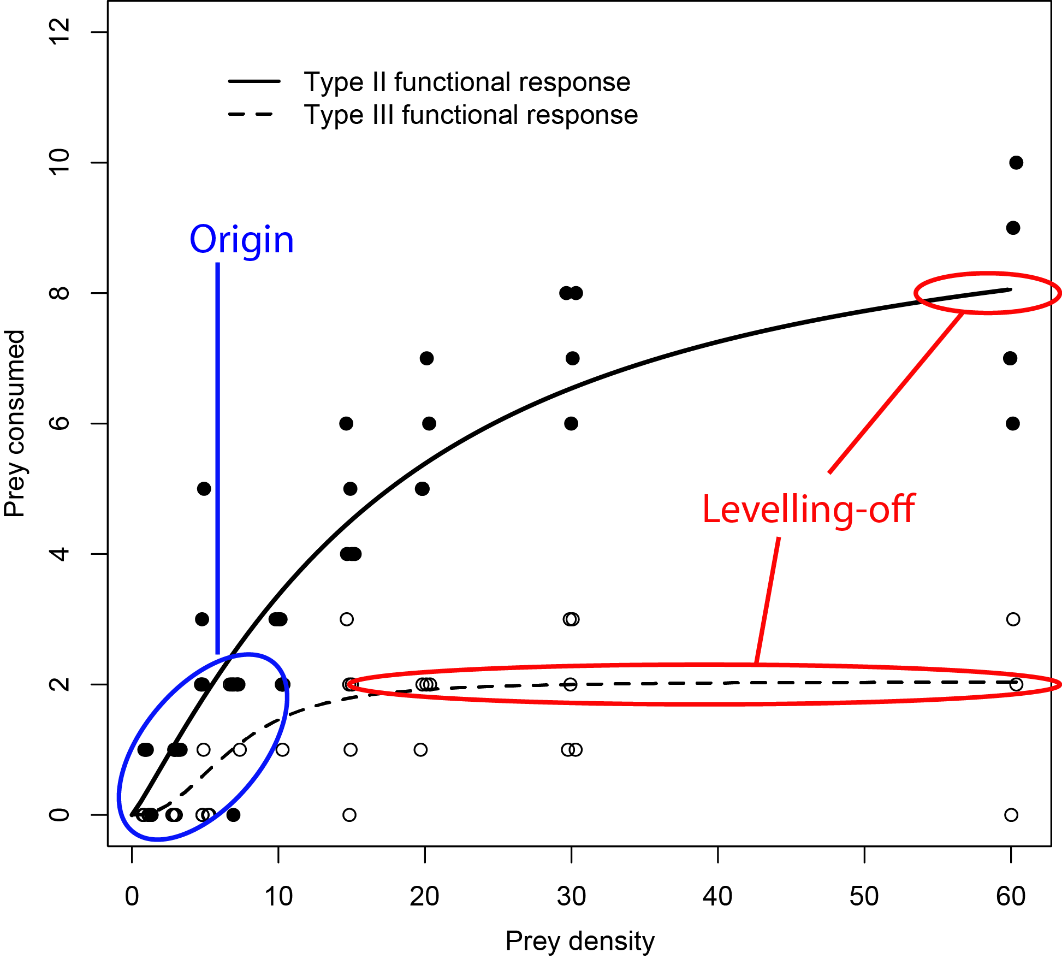 12
10
8
6
4
2
0
Prey consumed
Type II functional response
Type III functional response
Origin
Levelling-off
0 10 20 30 40 50 60
Prey density